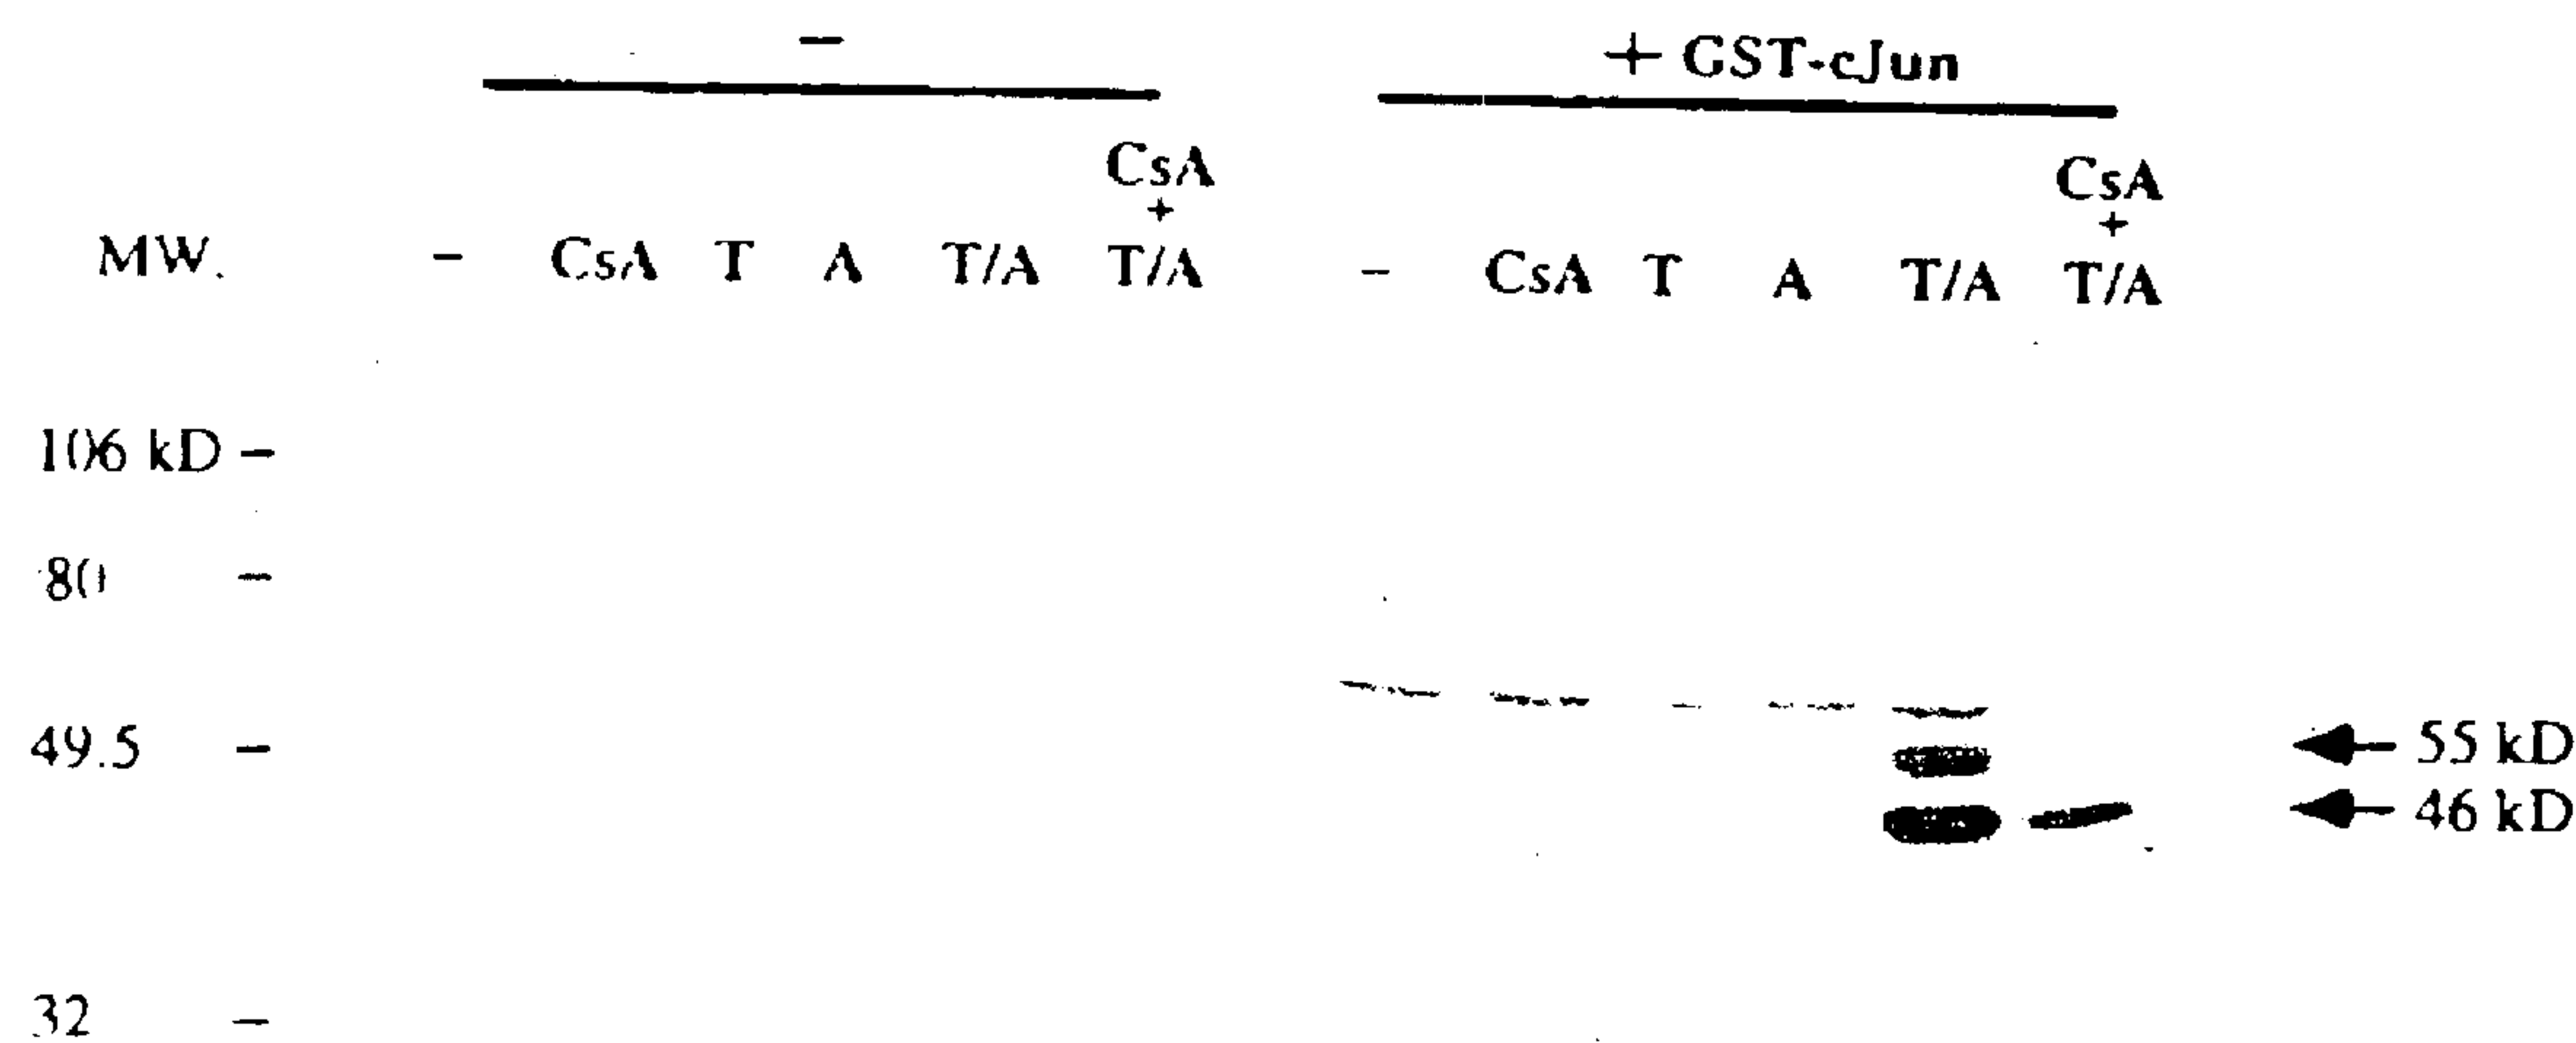 – + GST-cJun
CsA CsA
+ +
MW. – CsA T A T/A T/A – CsA T A T/A T/A
106 kD –
80 –
49.5 – 55 kD
46 kD
32 –